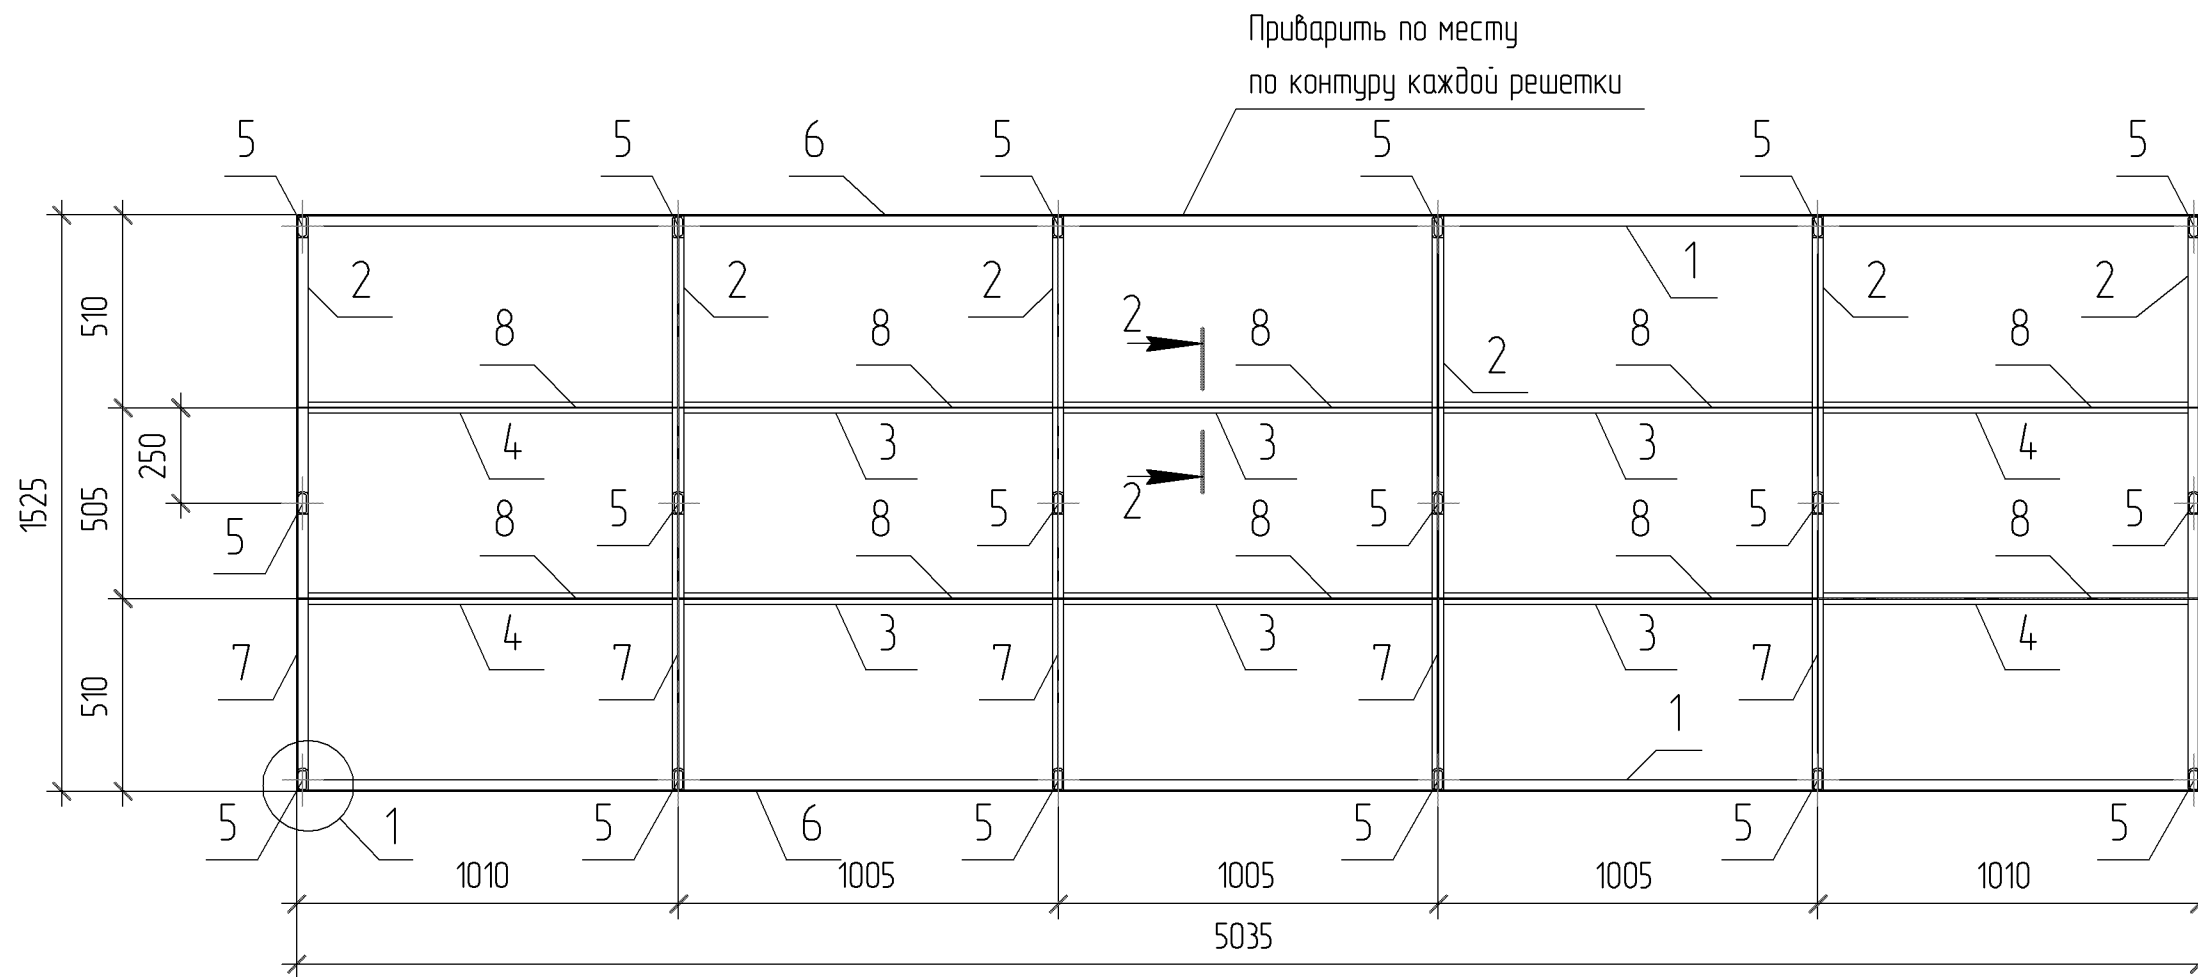 Приварить по месту
по контуру каждой решетки
5 5 6 5 5 5 5
2 2 2 1 2 2
8 8 2 8 2 8 8
510
4 3 3 3 4
250
1525
505
5 8 5 8 5 2 8 5 8 5 8 5
4 3 3 3 4
7 7 7 7 7
510
1
5 1 5 6 5 5 5 5
1010 1005 1005 1005 1010
5035